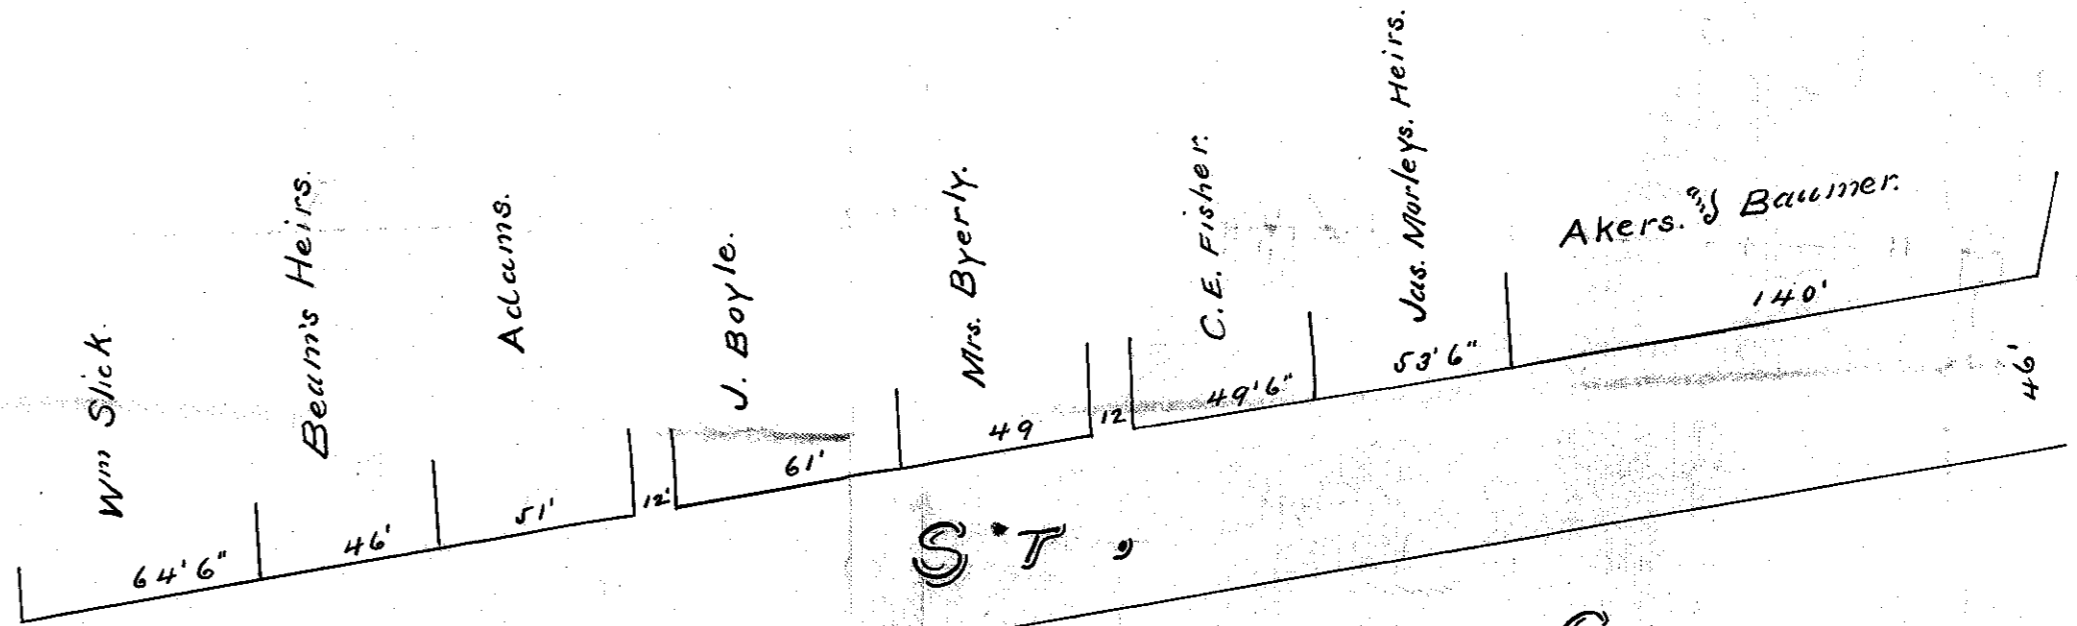 Wm Slick.
Beam's Heirs.
Adams.
J. Boyle.
Mrs. Byerly.
C. E. Fisher.
Jas. Morleys. Heirs.
Akers. & Baumer.
64'6"
46'
51'
12'
61'
49
12
49'6"
53'6"
140'
46'
ST,